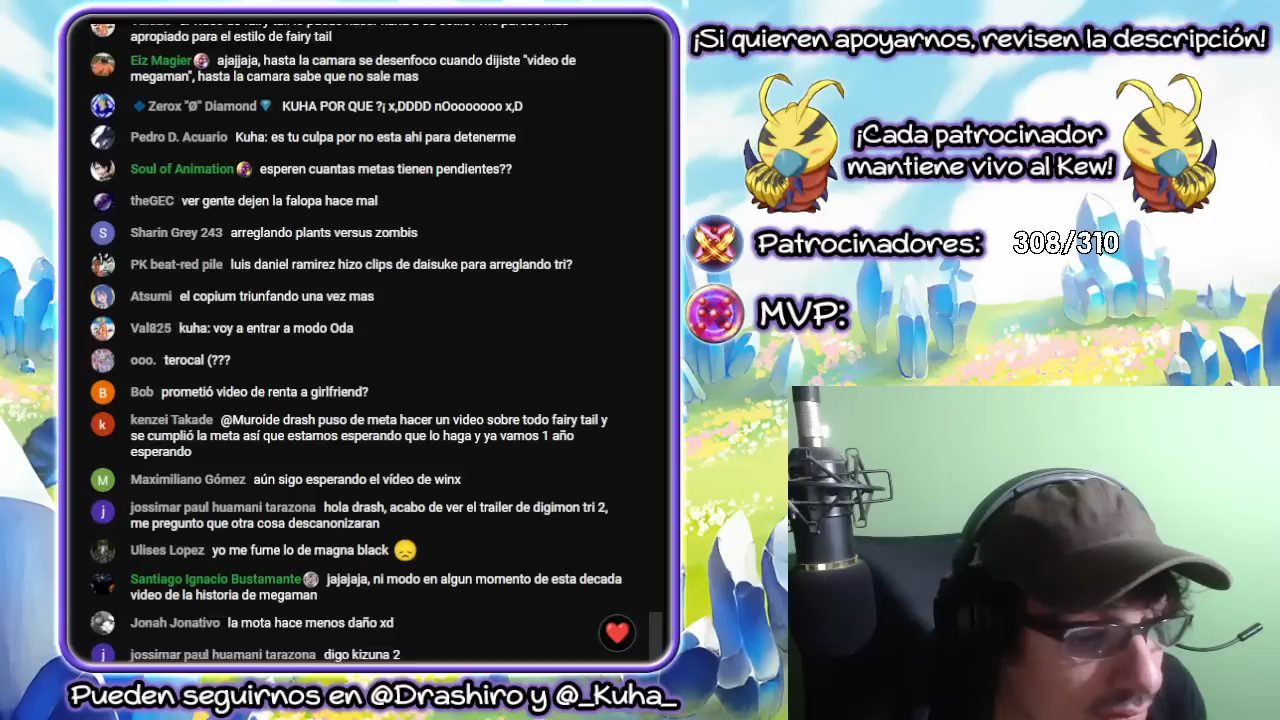 apropiado para el estilo de fairy tail
Eiz Magier ajajjaja, hasta la camara se desenfoco cuando dijiste "video de
megaman", hasta la camara sabe que no sale mas
Zerox "Ø" Diamond KUHA POR QUE ?¡ x,DDDD nOooooooo x,D
Pedro D. Acuario Kuha: es tu culpa por no esta ahi para detenerme
Soul of Animation esperen cuantas metas tienen pendientes??
theGEC ver gente dejen la falopa hace mal
S
Sharin Grey 243 arreglando plants versus zombis
PK beat-red pile luis daniel ramirez hizo clips de daisuke para arreglando tri?
Atsumi el copium triunfando una vez mas
Val825 kuha: voy a entrar a modo Oda
ooo. terocal (???
B
Bob prometió video de renta a girlfriend?
k
kenzei Takade @Muroide drash puso de meta hacer un video sobre todo fairy tail y
se cumplió la meta así que estamos esperando que lo haga y ya vamos 1 año
esperando
M
Maximiliano Gómez aún sigo esperando el vídeo de winx
j
jossimar paul huamani tarazona hola drash, acabo de ver el trailer de digimon tri 2,
me pregunto que otra cosa descanonizaran
Ulises Lopez yo me fume lo de magna black
Santiago Ignacio Bustamante jajajaja, ni modo en algun momento de esta decada
video de la historia de megaman
Jonah Jonativo la mota hace menos daño xd
j
jossimar paul huamani tarazona digo kizuna 2
Pueden seguirnos en @Drashiro y @_Kuha_
¡Si quieren apoyarnos, revisen la descripción!
¡Cada patrocinador
mantiene vivo al Kew!
Patrocinadores: 308/310
MVP: